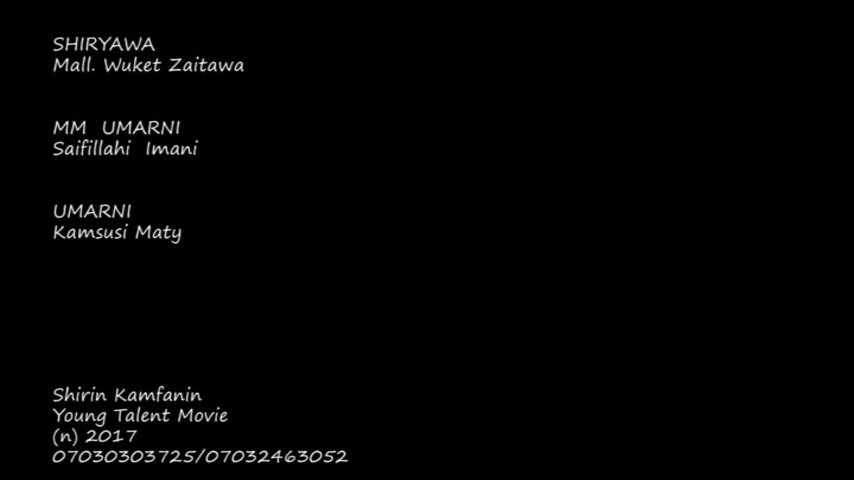 SHIRYAWA
Mall. Wuket Zaitawa
MM UMARNI
Saifillahi Imani
UMARNI
Kamsusi Maty
Shirin Kamfanin
Young Talent Movie
(n) 2017
07030303725/07032463052